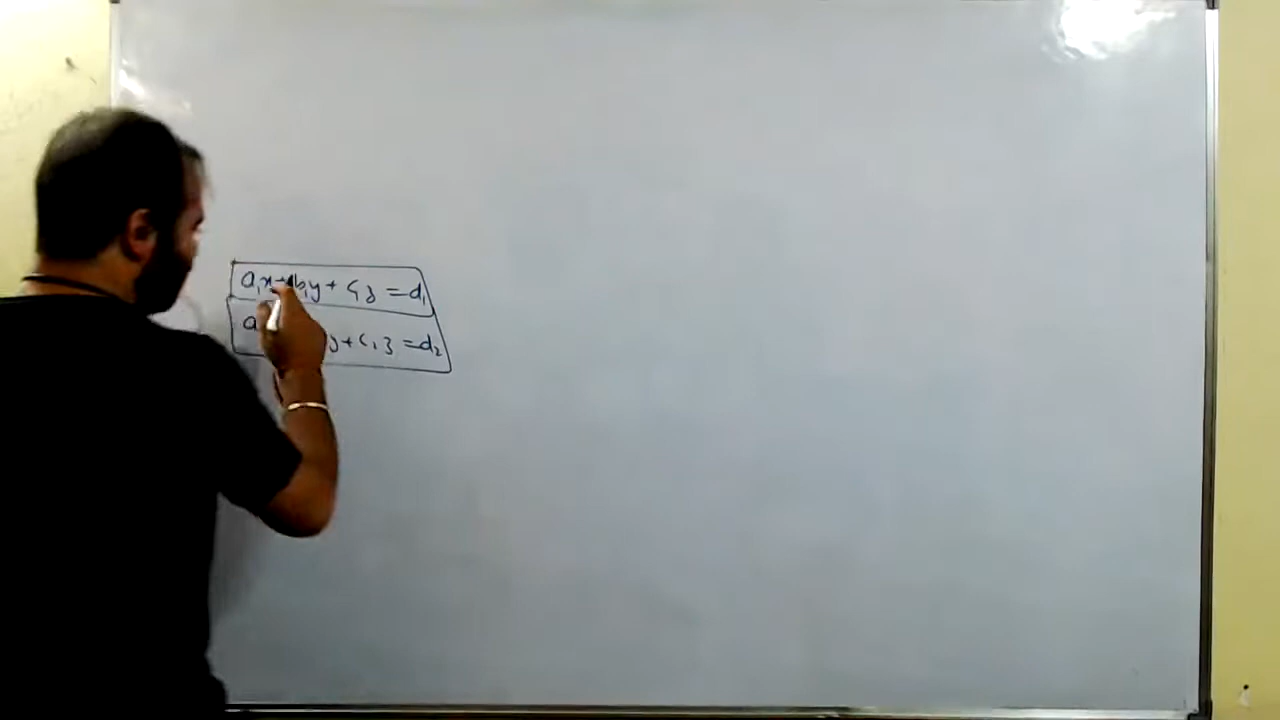 a₁x+b₁y + c₁z = d₁
a y + c₁z = d₂